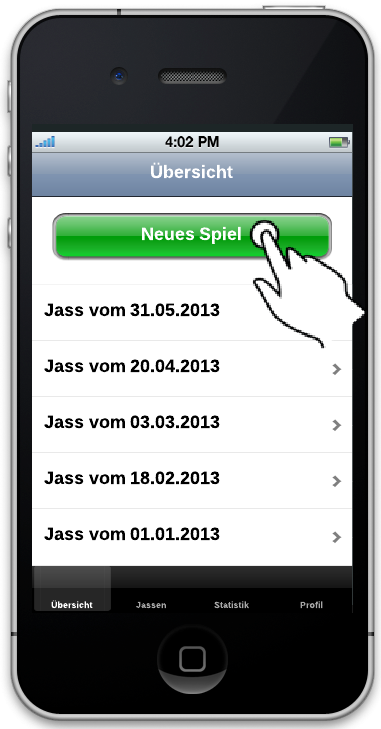 4:02 PM
Übersicht
Neues Spiel
Jass vom 31.05.2013
Jass vom 20.04.2013
Jass vom 03.03.2013
Jass vom 18.02.2013
Jass vom 01.01.2013
Übersicht Jassen Statistik Profil